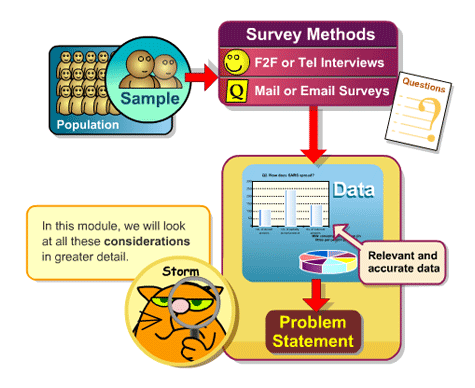 Survey Methods
F2F or Tel Interviews
Q Mail or Email Surveys
Sample
Population
Questions
?
Q2. How does SARS spread?
Data
In this module, we will look
at all these considerations
in greater detail.
Relevant and
accurate data
Storm
Problem
Statement